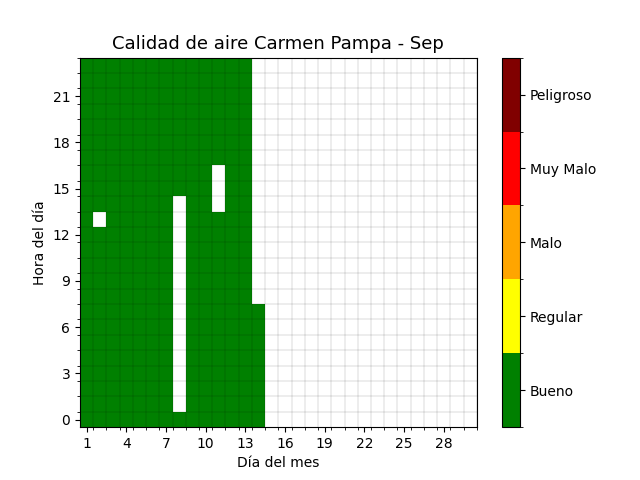 Calidad de aire Carmen Pampa - Sep
Hora del día
21
18
15
12
9
6
3
0
1 4 7 10 13 16 19 22 25 28
Día del mes
Peligroso
Muy Malo
Malo
Regular
Bueno